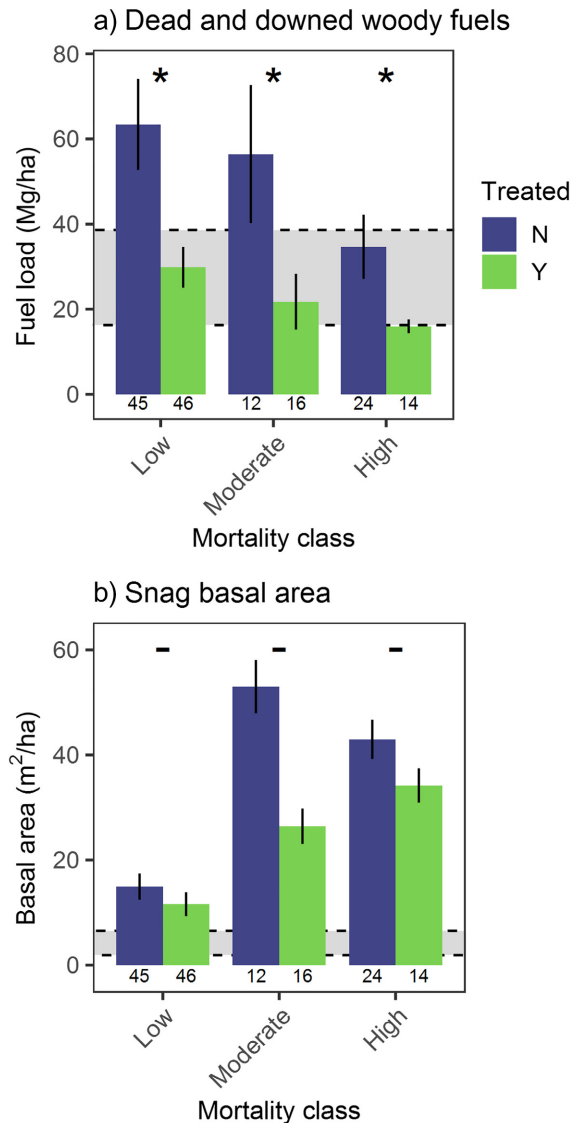 a) Dead and downed woody fuels
80
60
40
20
0
Fuel load (Mg/ha)
* * *
45 46 12 16 24 14
Low Moderate High
Mortality class
Treated
N
Y
b) Snag basal area
60
40
20
0
Basal area (m²/ha)
- - -
45 46 12 16 24 14
Low Moderate High
Mortality class